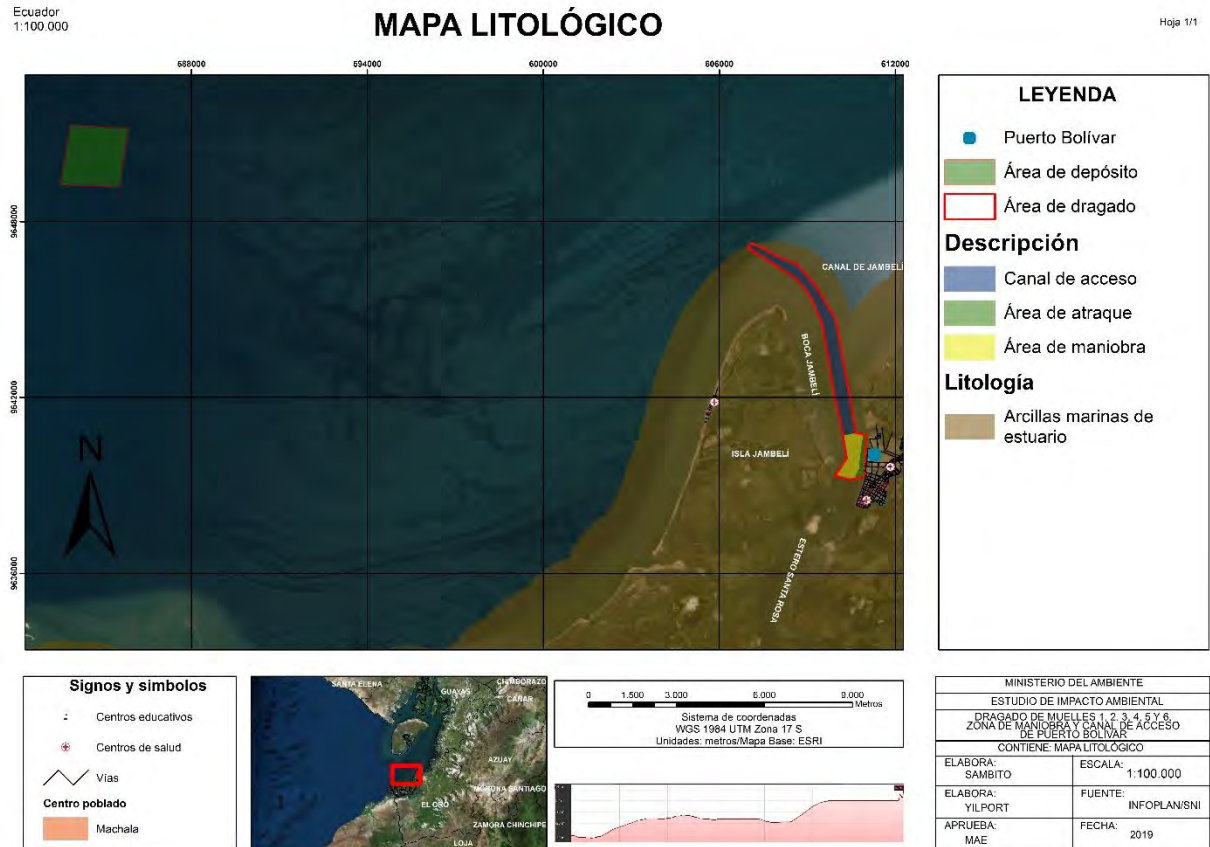 Ecuador
1:100.000
MAPA LITOLÓGICO
Hoja 1/1
588000
594000
600000
606000
612000
9648000
9642000
9636000
CANAL DE JAMBELÍ
BOCA JAMBELÍ
ISLA JAMBELÍ
ESTERO SANTA ROSA
N
LEYENDA
Puerto Bolívar
Área de depósito
Área de dragado
Descripción
Canal de acceso
Área de atraque
Área de maniobra
Litología
Arcillas marinas de
estuario
Signos y simbolos
Centros educativos
Centros de salud
Vías
Centro poblado
Machala
SANTA ELENA
GUAYAS
CHIMBORAZO
CAÑAR
AZUAY
MORONA SANTIAGO
EL ORO
ZAMORA CHINCHIPE
LOJA
0 1.500 3.000 6.000 9.000
Metros
Sistema de coordenadas
WGS 1984 UTM Zona 17 S
Unidades: metros/Mapa Base: ESRI
MINISTERIO DEL AMBIENTE
ESTUDIO DE IMPACTO AMBIENTAL
DRAGADO DE MUELLES 1, 2, 3, 4, 5 Y 6,
ZONA DE MANIOBRA Y CANAL DE ACCESO
DE PUERTO BOLÍVAR
CONTIENE: MAPA LITOLÓGICO
ELABORA:
SAMBITO
ESCALA:
1:100.000
ELABORA:
YILPORT
FUENTE:
INFOPLAN/SNI
APRUEBA:
MAE
FECHA:
2019